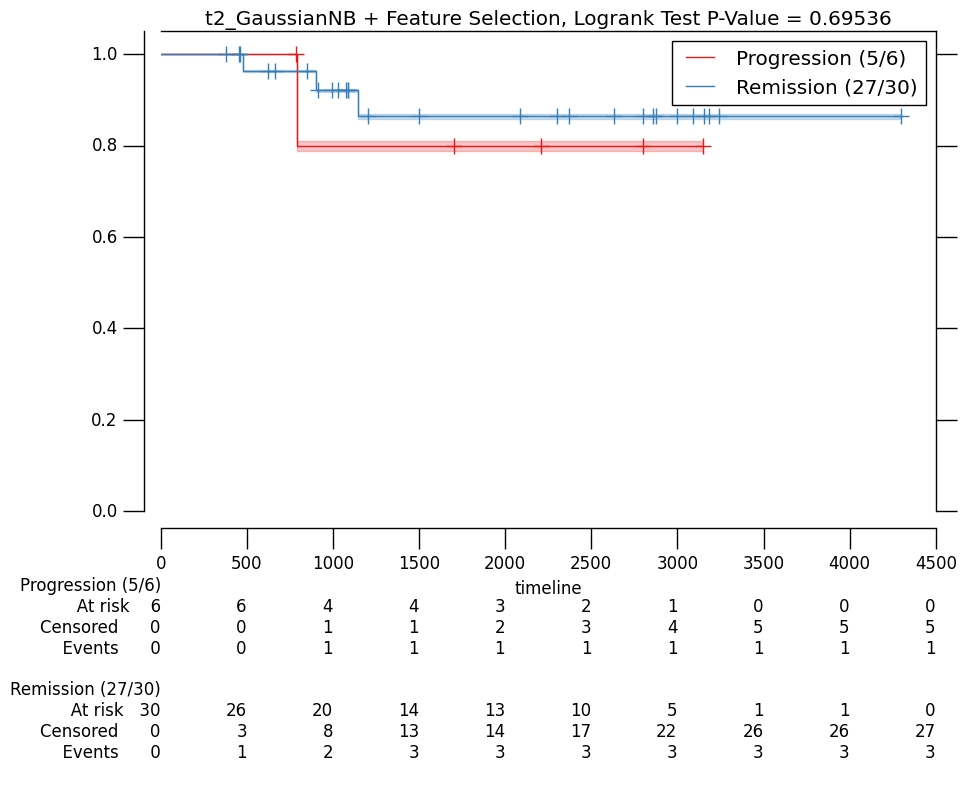 t2_GaussianNB + Feature Selection, Logrank Test P-Value = 0.69536
Progression (5/6)
Remission (27/30)
1.0
0.8
0.6
0.4
0.2
0.0
0 500 1000 1500 2000 2500 3000 3500 4000 4500
timeline
Progression (5/6)
At risk 6 6 4 4 3 2 1 0 0 0
Censored 0 0 1 1 2 3 4 5 5 5
Events 0 0 1 1 1 1 1 1 1 1
Remission (27/30)
At risk 30 26 20 14 13 10 5 1 1 0
Censored 0 3 8 13 14 17 22 26 26 27
Events 0 1 2 3 3 3 3 3 3 3